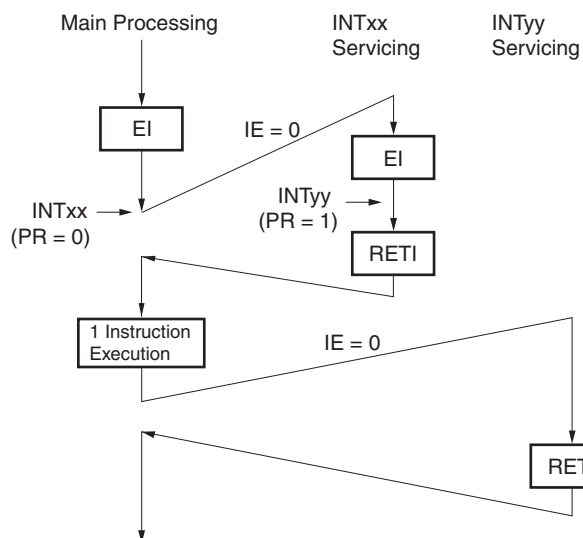 Main Processing
INTxx
Servicing
INTyy
Servicing
EI
IE = 0
EI
INTxx
(PR = 0)
INTyy
(PR = 1)
RETI
1 Instruction
Execution
IE = 0
RET